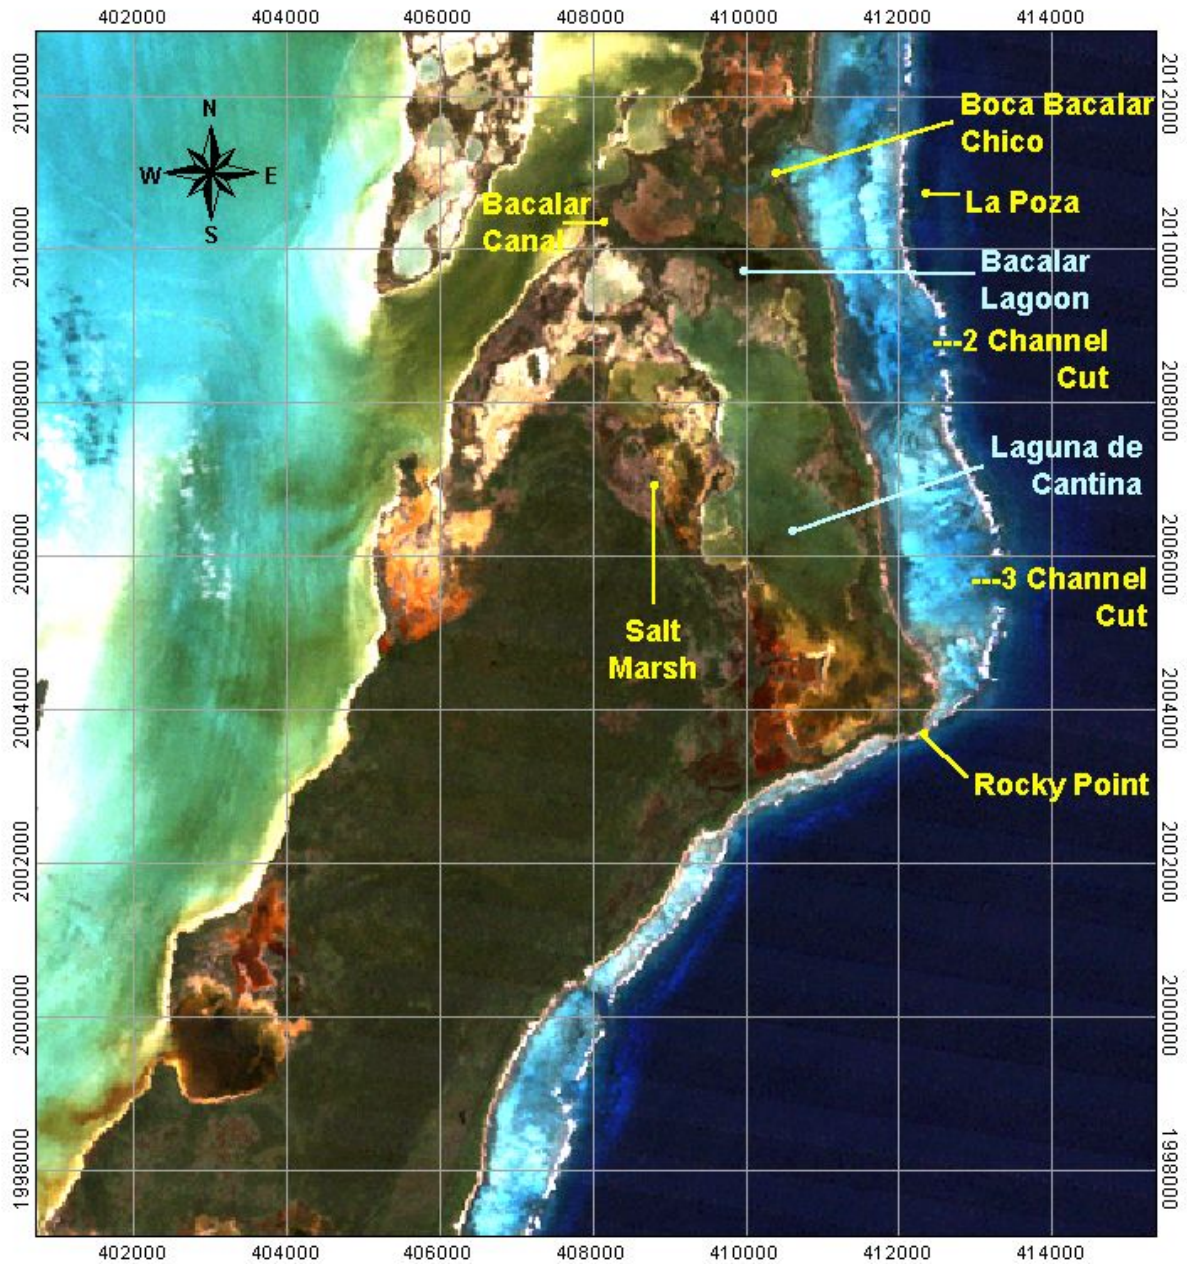 402000 404000 406000 408000 410000 412000 414000
2012000
2012000
N
W E
S
Boca Bacalar
Chico
La Poza
Bacalar
Canal
2010000
2010000
Bacalar
Lagoon
---2 Channel
Cut
2008000
2008000
Laguna de
Cantina
2006000
2006000
---3 Channel
Cut
Salt
Marsh
2004000
2004000
Rocky Point
2002000
2002000
2000000
2000000
1998000
1998000
402000 404000 406000 408000 410000 412000 414000